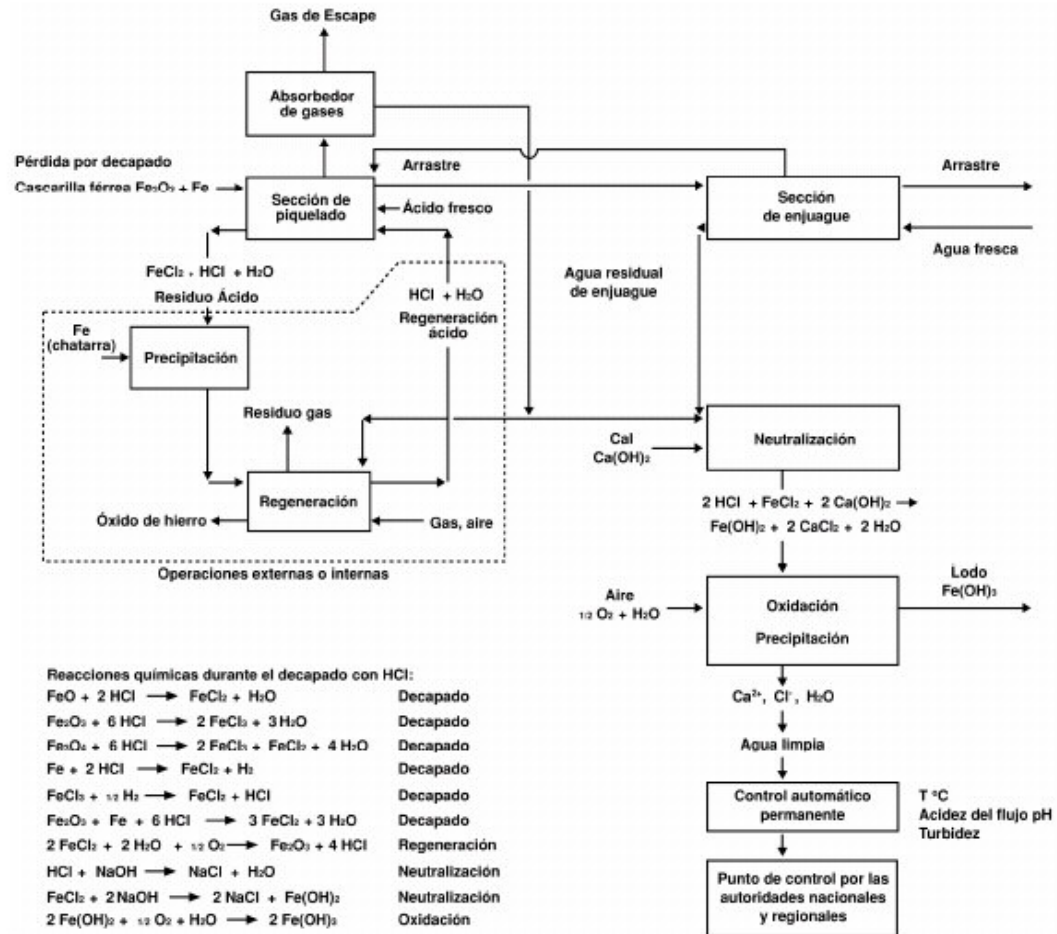 Gas de Escape
Absorbedor
de gases
Pérdida por decapado
Cascarilla férrea Fe₂O₃ + Fe
Arrastre
Arrastre
Sección de
piquelado
Ácido fresco
Sección
de enjuague
Agua fresca
FeCl₂ , HCl + H₂O
Residuo Ácido
HCl + H₂O
Regeneración
ácido
Agua residual
de enjuague
Fe
(chatarra)
Precipitación
Residuo gas
Cal
Ca(OH)₂
Neutralización
Regeneración
Óxido de hierro
Gas, aire
2 HCl + FeCl₂ + 2 Ca(OH)₂ →
Fe(OH)₂ + 2 CaCl₂ + 2 H₂O
Operaciones externas o internas
Aire
1/2 O₂ + H₂O
Oxidación
Precipitación
Lodo
Fe(OH)₃
Ca²⁺, Cl⁻, H₂O
Agua limpia
Control automático
permanente
T ºC
Acidez del flujo pH
Turbidez
Punto de control por las
autoridades nacionales
y regionales
Reacciones químicas durante el decapado con HCl:
FeO + 2 HCl → FeCl₂ + H₂O Decapado
Fe₂O₃ + 6 HCl → 2 FeCl₃ + 3 H₂O Decapado
Fe₃O₄ + 6 HCl → 2 FeCl₃ + FeCl₂ + 4 H₂O Decapado
Fe + 2 HCl → FeCl₂ + H₂ Decapado
FeCl₃ + 1/2 H₂ → FeCl₂ + HCl Decapado
Fe₂O₃ + Fe + 6 HCl → 3 FeCl₂ + 3 H₂O Decapado
2 FeCl₂ + 2 H₂O + 1/2 O₂ → Fe₂O₃ + 4 HCl Regeneración
HCl + NaOH → NaCl + H₂O Neutralización
FeCl₂ + 2 NaOH → 2 NaCl + Fe(OH)₂ Neutralización
2 Fe(OH)₂ + 1/2 O₂ + H₂O → 2 Fe(OH)₃ Oxidación